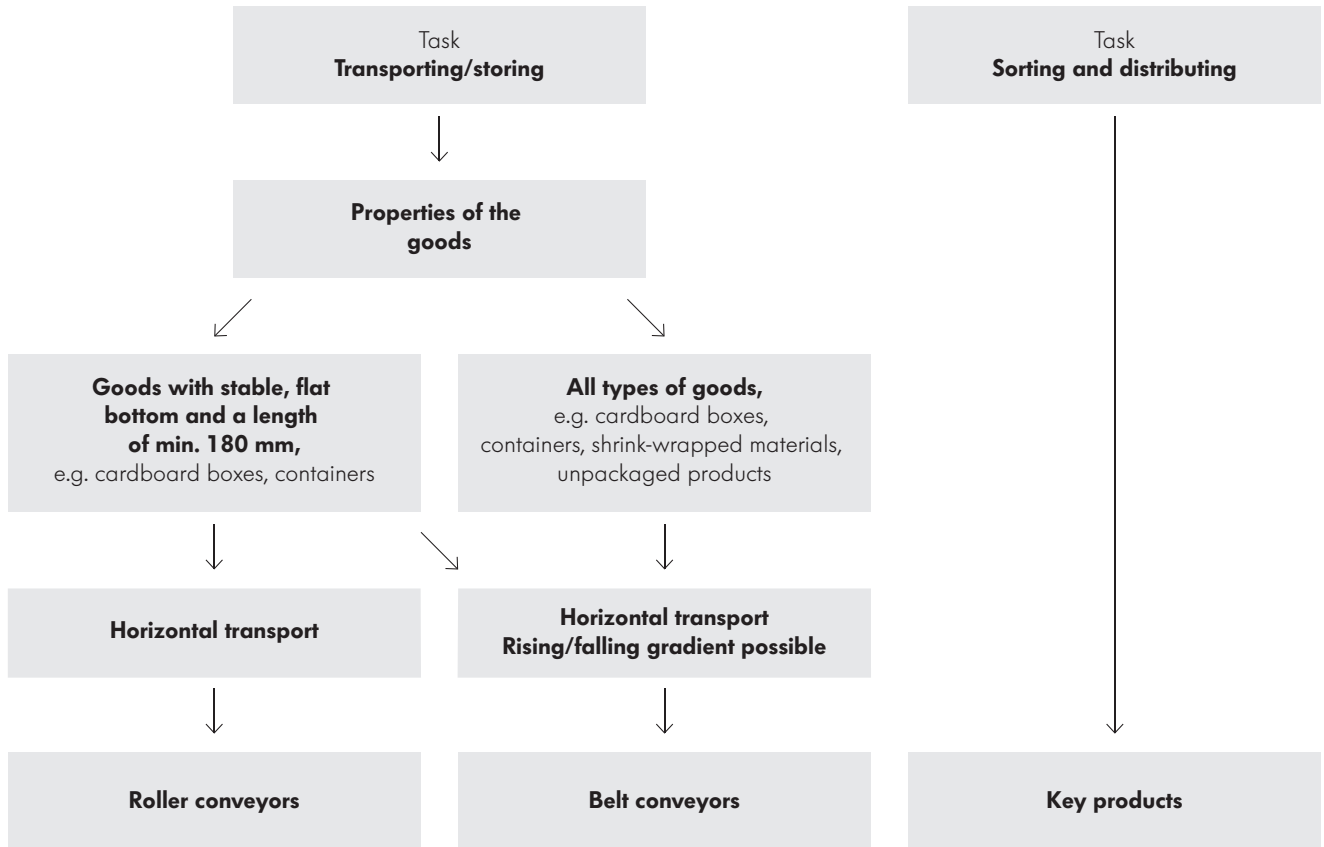 Task
Transporting/storing
Task
Sorting and distributing
Properties of the
goods
Goods with stable, flat
bottom and a length
of min. 180 mm,
e.g. cardboard boxes, containers
All types of goods,
e.g. cardboard boxes,
containers, shrink-wrapped materials,
unpackaged products
Horizontal transport
Horizontal transport
Rising/falling gradient possible
Roller conveyors
Belt conveyors
Key products